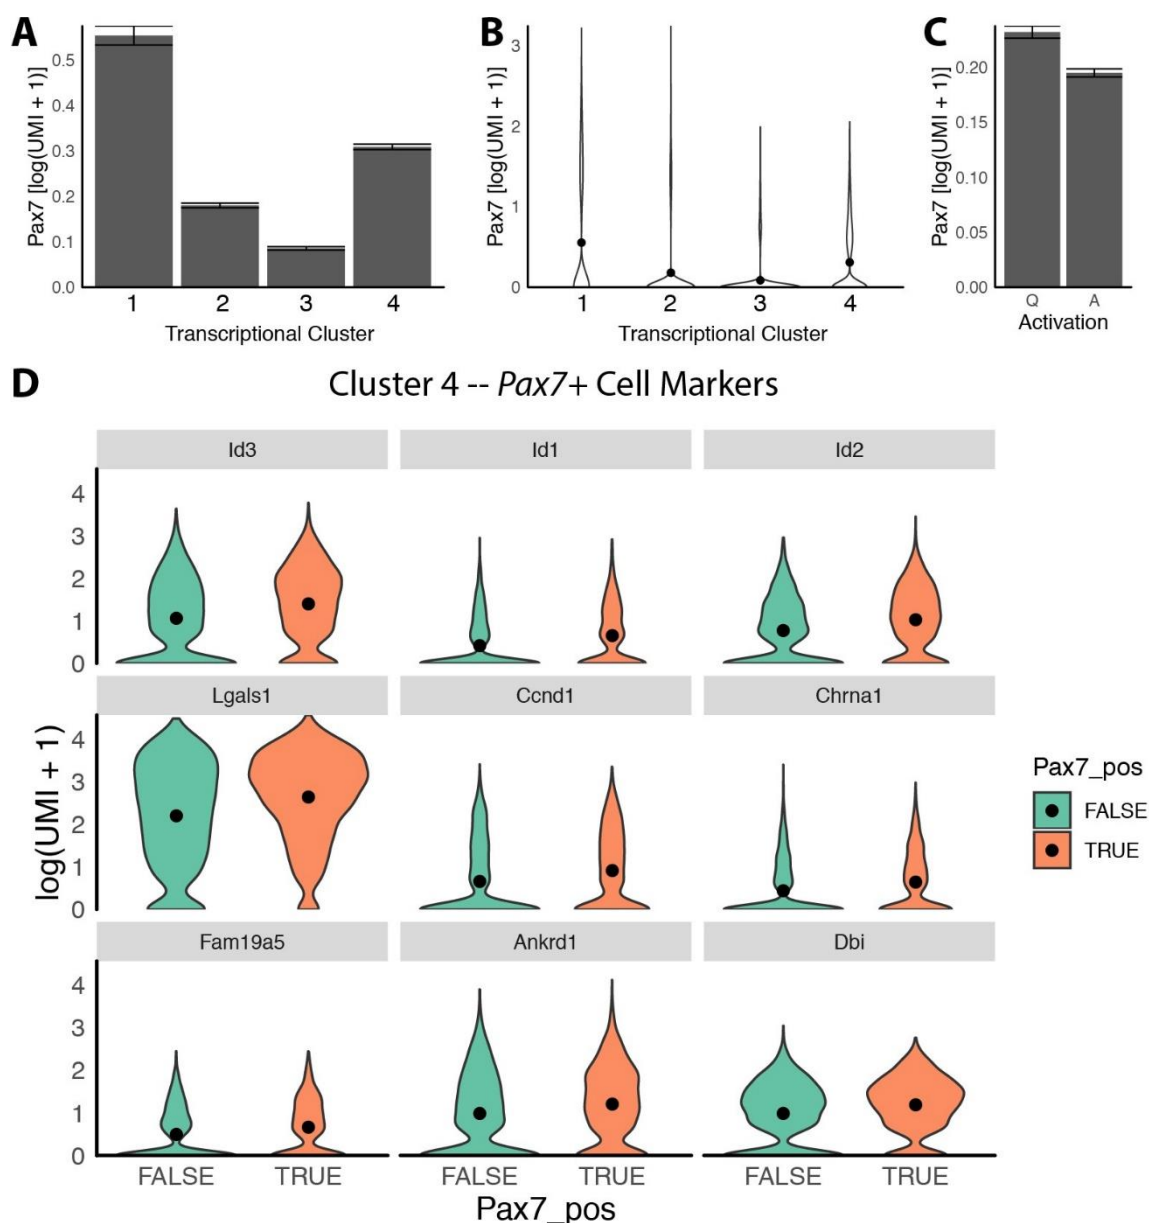 A
Pax7 [log(UMI + 1)]
0.5
0.4
0.3
0.2
0.1
0.0
1 2 3 4
Transcriptional Cluster
B
Pax7 [log(UMI + 1)]
3
2
1
0
1 2 3 4
Transcriptional Cluster
C
Pax7 [log(UMI + 1)]
0.20
0.15
0.10
0.05
0.00
Q A
Activation
D
Cluster 4 -- Pax7+ Cell Markers
Id3 Id1 Id2
4
3
2
1
0
Lgals1 Ccnd1 Chrna1
4
3
2
1
0
log(UMI + 1)
Fam19a5 Ankrd1 Dbi
4
3
2
1
0
FALSE TRUE FALSE TRUE FALSE TRUE
Pax7_pos
Pax7_pos
FALSE
TRUE